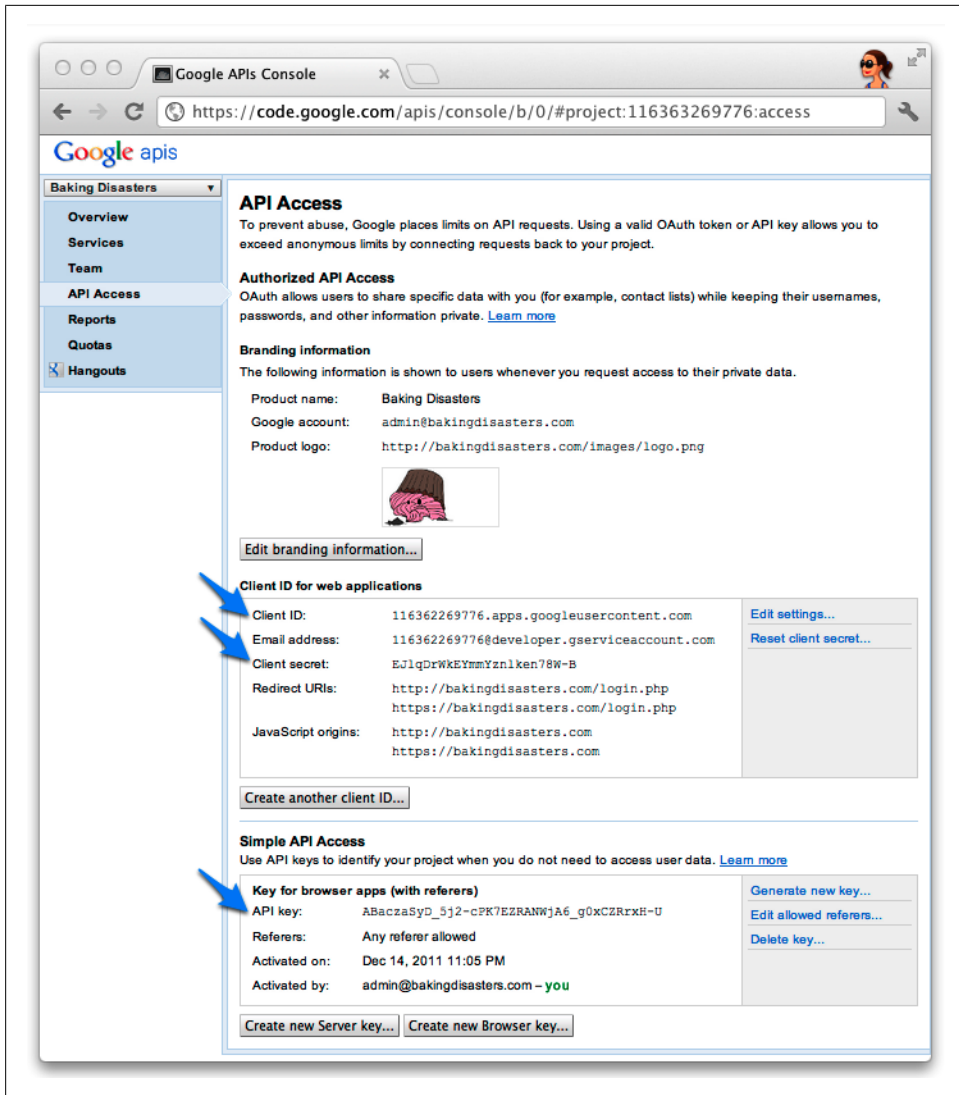 Google APIs Console
https://code.google.com/apis/console/b/0/#project:116363269776:access
Google apis
Baking Disasters
Overview
Services
Team
API Access
Reports
Quotas
Hangouts
API Access
To prevent abuse, Google places limits on API requests. Using a valid OAuth token or API key allows you to
exceed anonymous limits by connecting requests back to your project.
Authorized API Access
OAuth allows users to share specific data with you (for example, contact lists) while keeping their usernames,
passwords, and other information private. Learn more
Branding information
The following information is shown to users whenever you request access to their private data.
Product name: Baking Disasters
Google account: admin@bakingdisasters.com
Product logo: http://bakingdisasters.com/images/logo.png
Edit branding information...
Client ID for web applications
Client ID: 116362269776.apps.googleusercontent.com
Email address: 116362269776@developer.gserviceaccount.com
Client secret: EJlqDrWkEYmmYznlken78W-B
Redirect URIs: http://bakingdisasters.com/login.php
https://bakingdisasters.com/login.php
JavaScript origins: http://bakingdisasters.com
https://bakingdisasters.com
Edit settings...
Reset client secret...
Create another client ID...
Simple API Access
Use API keys to identify your project when you do not need to access user data. Learn more
Key for browser apps (with referers)
API key: ABaczaSyD_5j2-cPK7EZRANWjA6_g0xCZRrxH-U
Referers: Any referer allowed
Activated on: Dec 14, 2011 11:05 PM
Activated by: admin@bakingdisasters.com – you
Generate new key...
Edit allowed referers...
Delete key...
Create new Server key...
Create new Browser key...